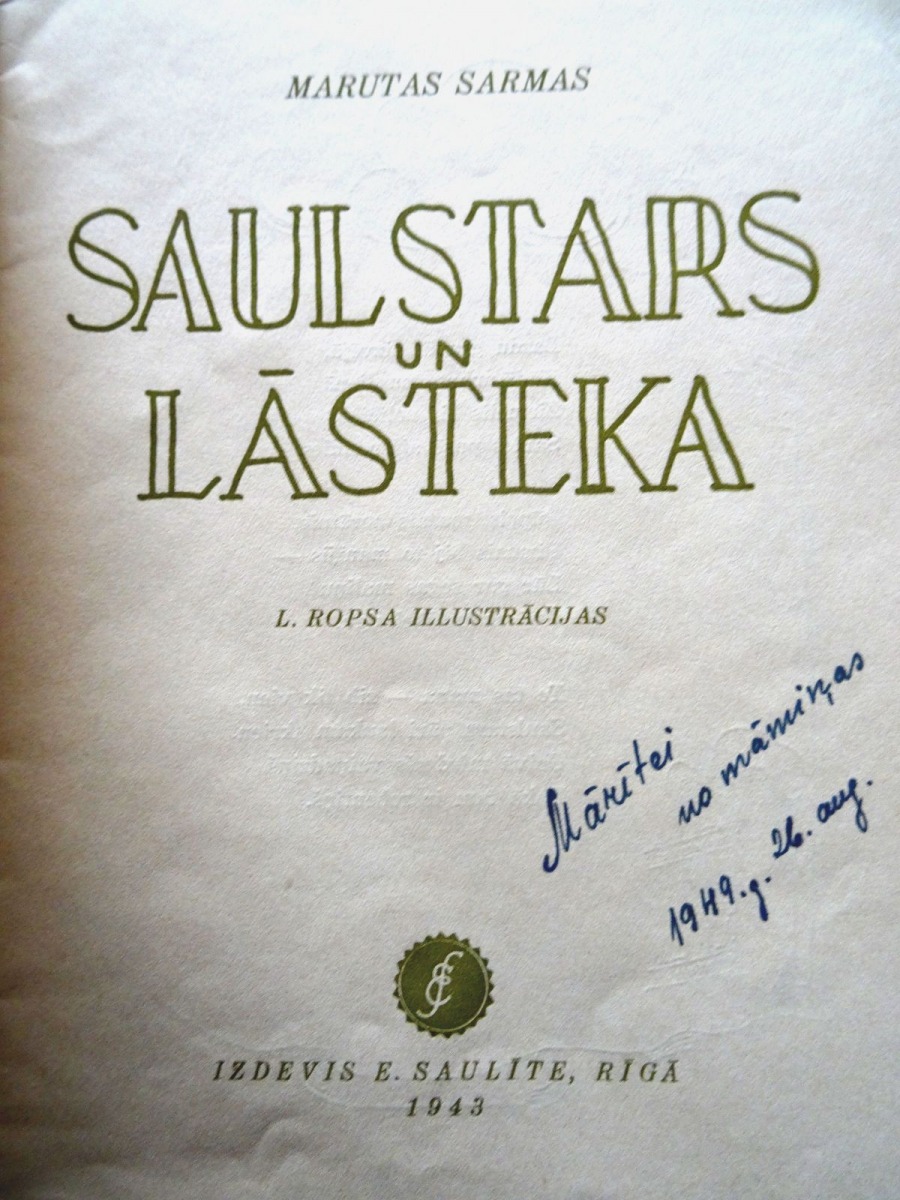 MARUTAS SARMAS
SAULSTARS
UN
LĀSTEKA
L. ROPSA ILLUSTRĀCIJAS
Mārītei
no māmiņas
1949. g. 26. aug.
IZDEVIS E. SAULĪTE, RĪGĀ
1943